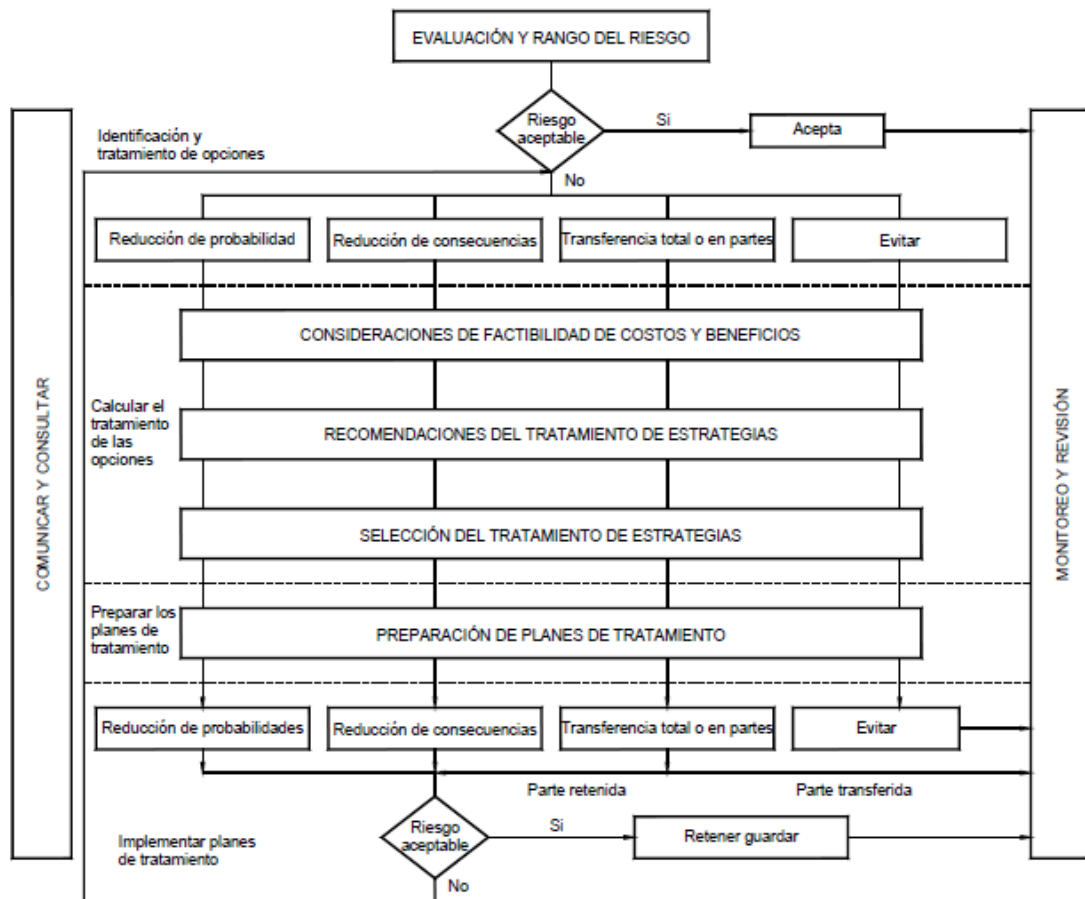 EVALUACIÓN Y RANGO DEL RIESGO
Riesgo
aceptable
Si
Acepta
Identificación y
tratamiento de opciones
No
Reducción de probabilidad
Reducción de consecuencias
Transferencia total o en partes
Evitar
CONSIDERACIONES DE FACTIBILIDAD DE COSTOS Y BENEFICIOS
COMUNICAR Y CONSULTAR
Calcular el
tratamiento
de las
opciones
RECOMENDACIONES DEL TRATAMIENTO DE ESTRATEGIAS
MONITOREO Y REVISIÓN
SELECCIÓN DEL TRATAMIENTO DE ESTRATEGIAS
Preparar los
planes de
tratamiento
PREPARACIÓN DE PLANES DE TRATAMIENTO
Reducción de probabilidades
Reducción de consecuencias
Transferencia total o en partes
Evitar
Parte retenida
Parte transferida
Implementar planes
de tratamiento
Riesgo
aceptable
Si
Retener guardar
No